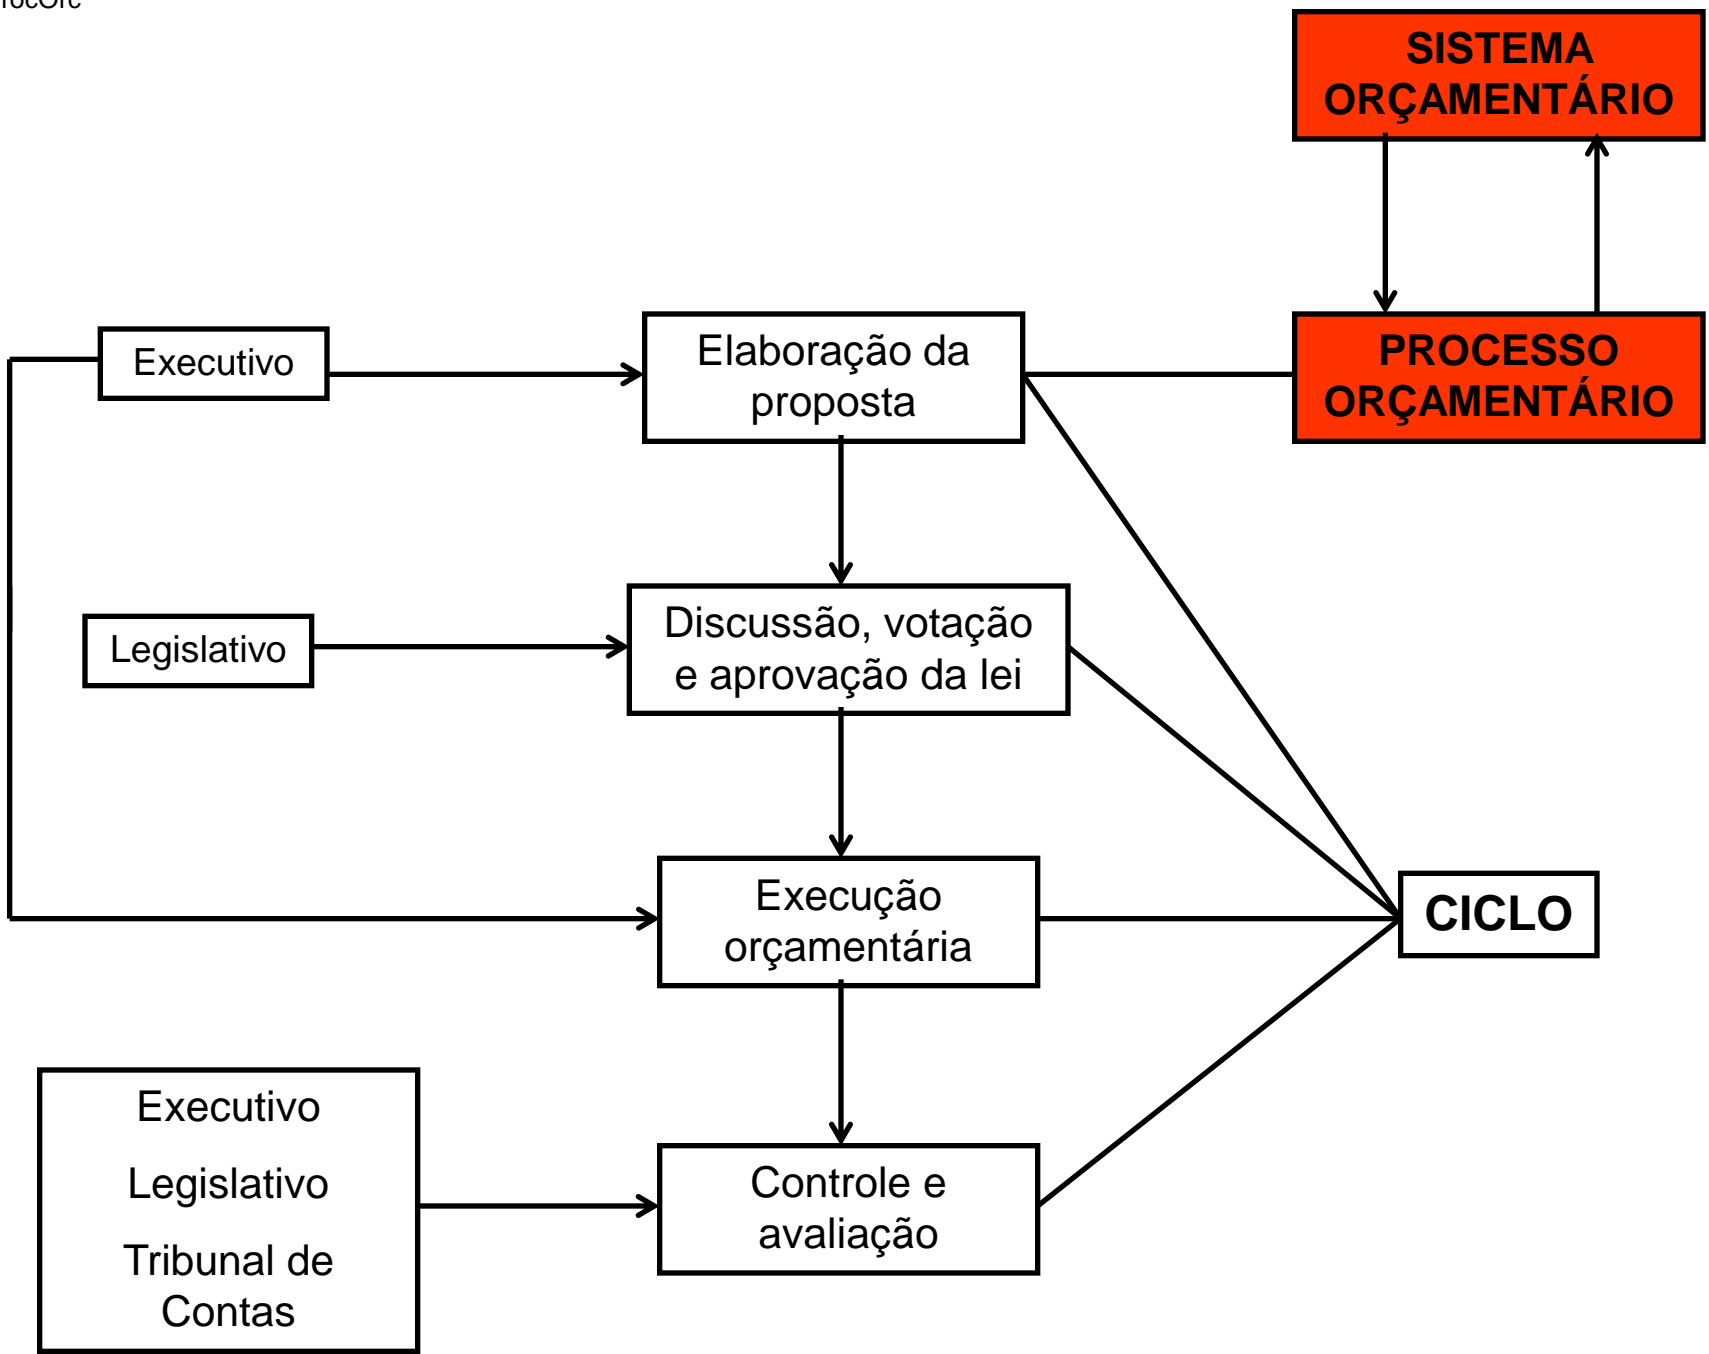 SISTEMA
ORÇAMENTÁRIO
Executivo
Elaboração da
proposta
PROCESSO
ORÇAMENTÁRIO
Legislativo
Discussão, votação
e aprovação da lei
Execução
orçamentária
CICLO
Executivo
Legislativo
Tribunal de
Contas
Controle e
avaliação